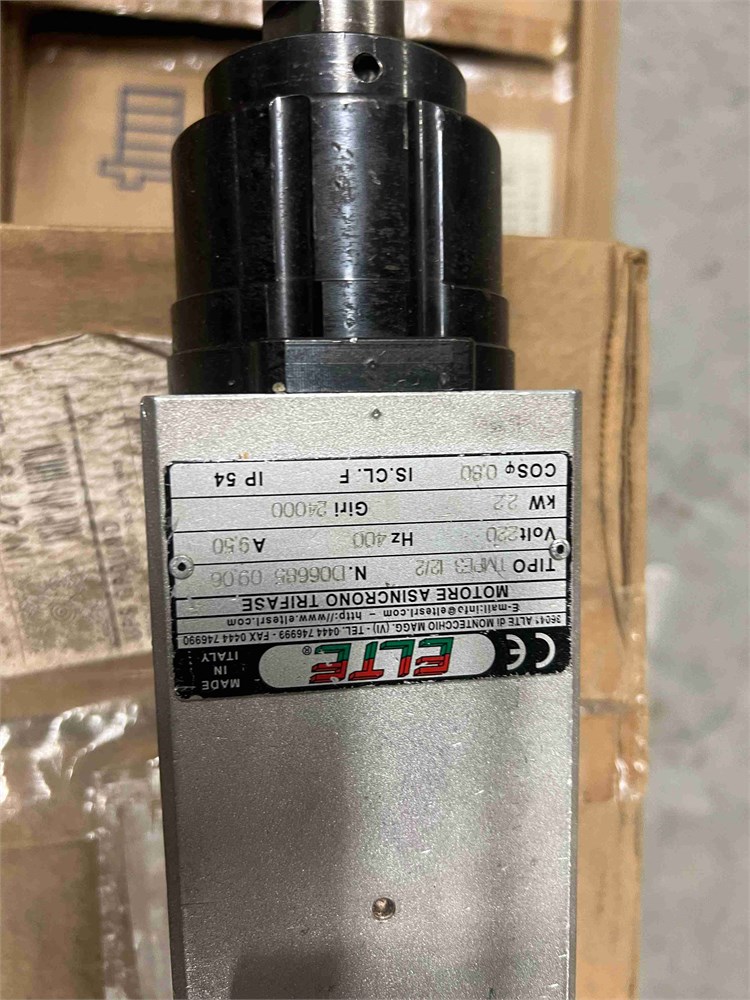 CE ELTE® MADE IN ITALY
36041 ALTE di MONTECCHIO MAGG. (VI) - TEL. 0444 746999 - FAX 0444 746990
E-mail:info@eltesrl.com - http://www.eltesrl.com
MOTORE ASINCRONO TRIFASE
TIPO TMPE3 12/2 N. D06685 09.06
Volt 220 Hz 400 A 9,50
kW 2.2 Giri 24000
COSφ 0,80 IS.CL. F IP 54